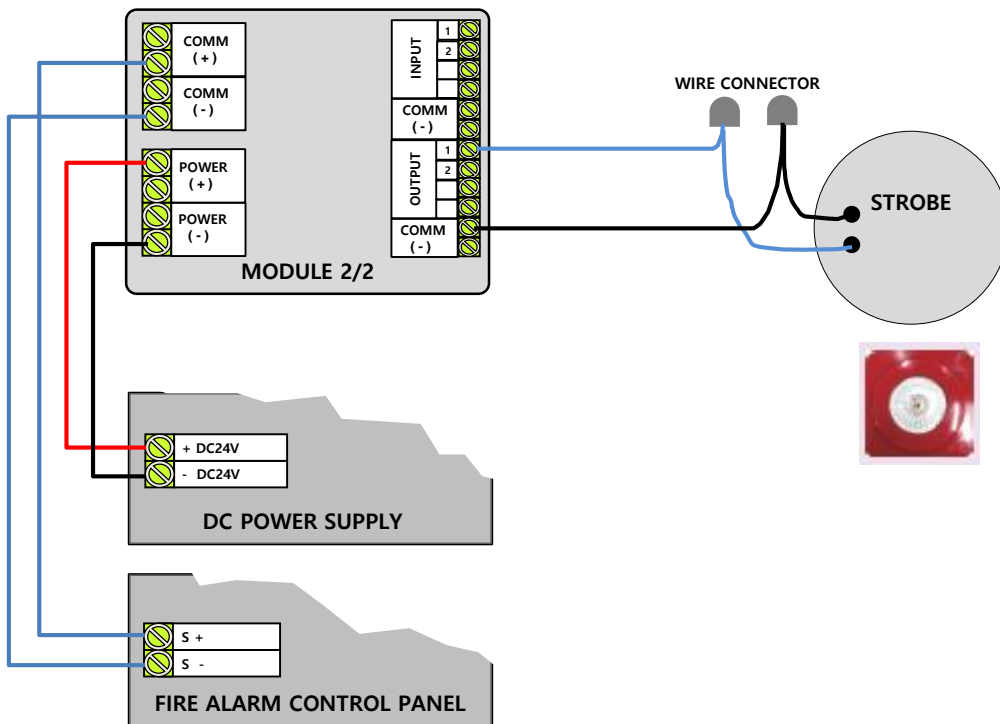 COMM
(+)
COMM
(-)
POWER
(+)
POWER
(-)
INPUT
1
2
COMM
(-)
OUTPUT
1
2
COMM
(-)
MODULE 2/2
WIRE CONNECTOR
STROBE
+ DC24V
- DC24V
DC POWER SUPPLY
S +
S -
FIRE ALARM CONTROL PANEL